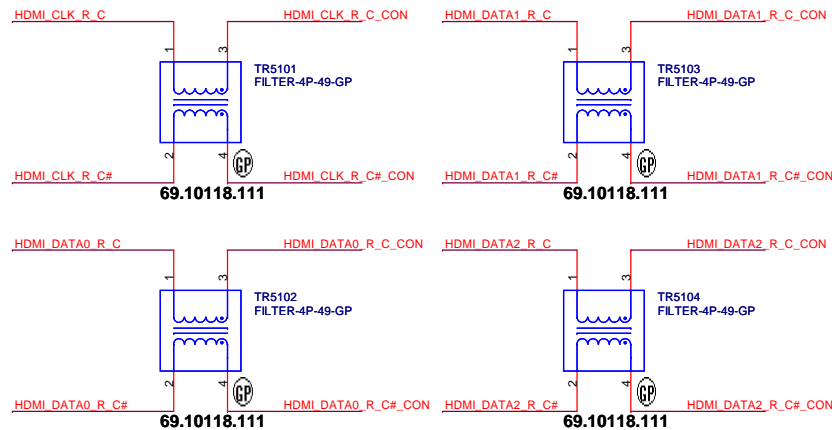 HDMI_CLK_R_C
HDMI_CLK_R_C_CON
1
3
TR5101
FILTER-4P-49-GP
2
4
GP
HDMI_CLK_R_C#
HDMI_CLK_R_C#_CON
69.10118.111
HDMI_DATA1_R_C
HDMI_DATA1_R_C_CON
1
3
TR5103
FILTER-4P-49-GP
2
4
GP
HDMI_DATA1_R_C#
HDMI_DATA1_R_C#_CON
69.10118.111
HDMI_DATA0_R_C
HDMI_DATA0_R_C_CON
1
3
TR5102
FILTER-4P-49-GP
2
4
GP
HDMI_DATA0_R_C#
HDMI_DATA0_R_C#_CON
69.10118.111
HDMI_DATA2_R_C
HDMI_DATA2_R_C_CON
1
3
TR5104
FILTER-4P-49-GP
2
4
GP
HDMI_DATA2_R_C#
HDMI_DATA2_R_C#_CON
69.10118.111